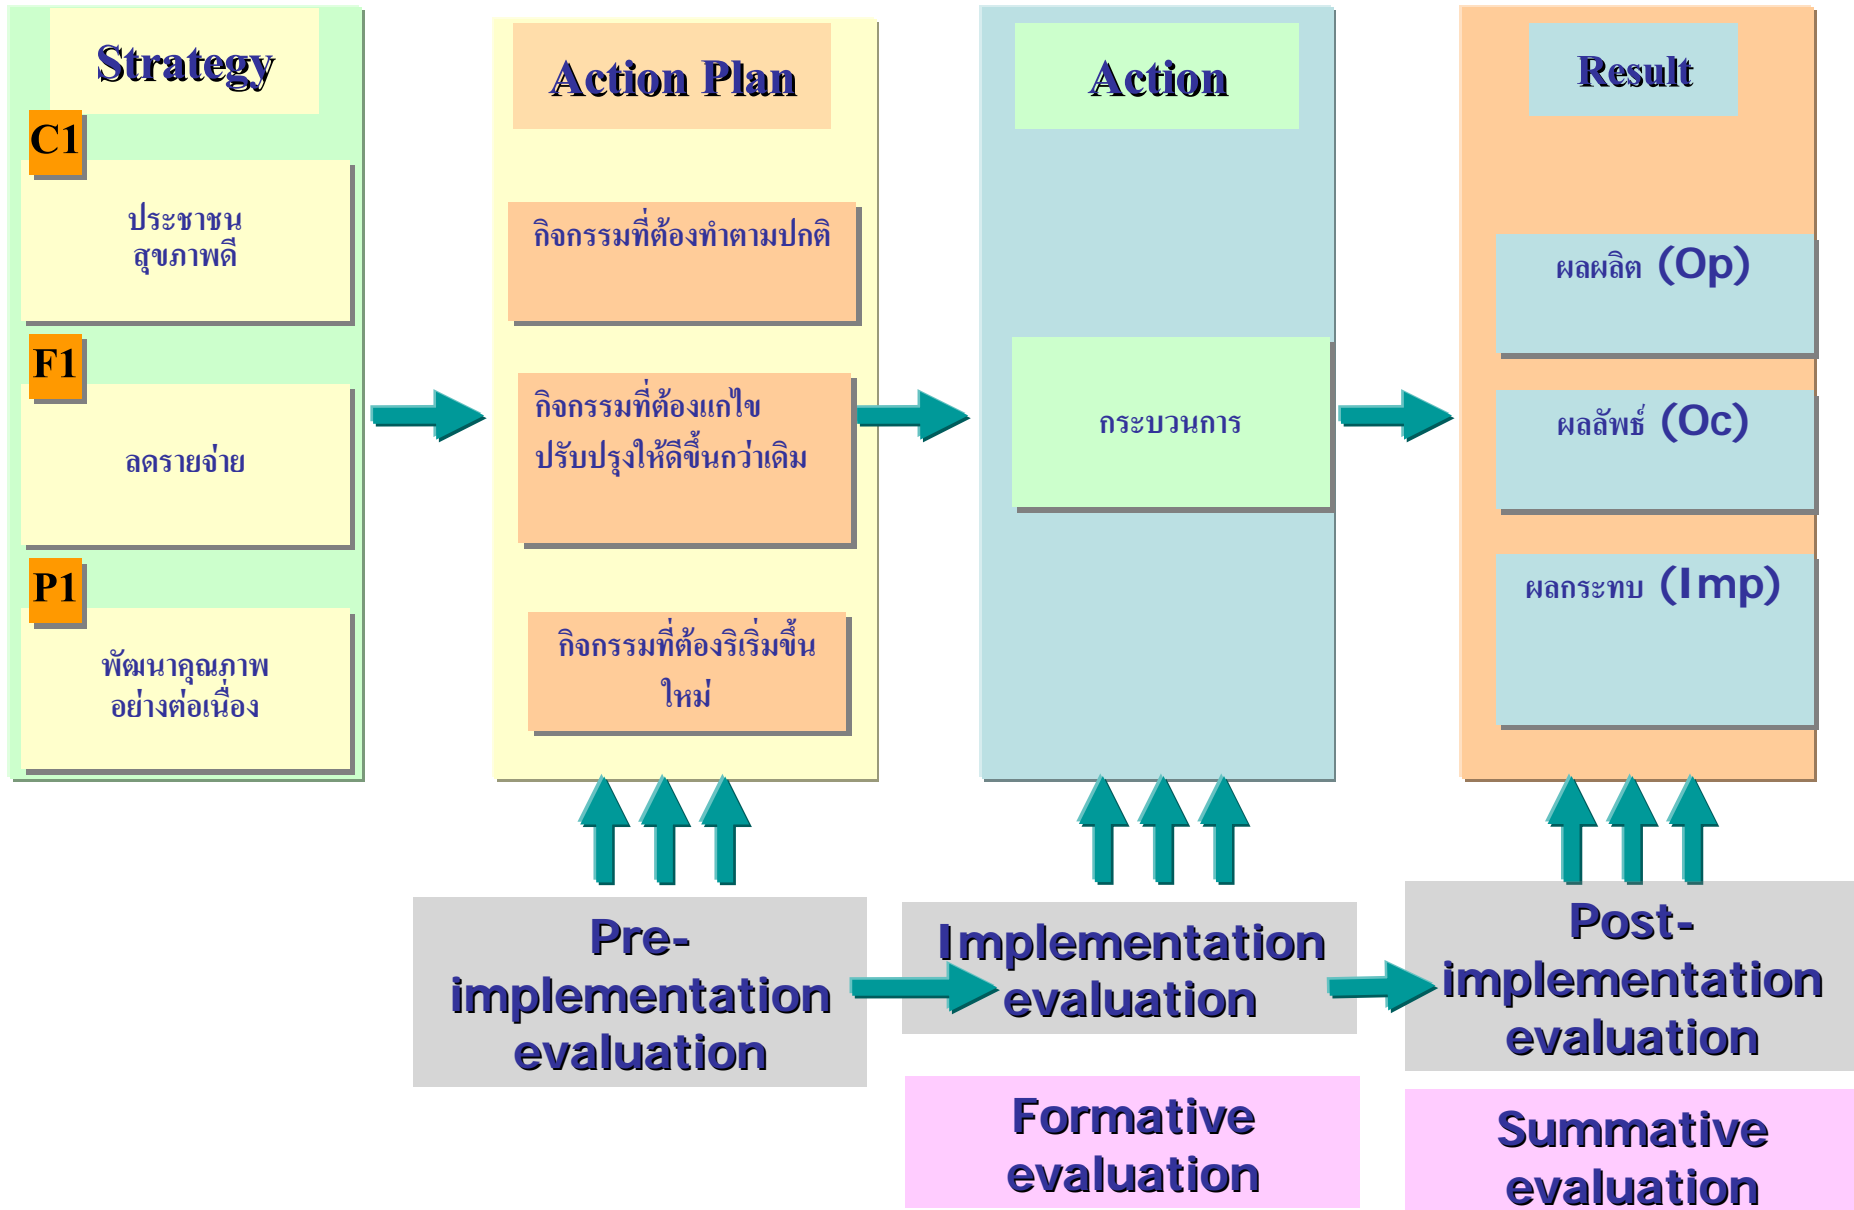 Strategy
C1
ประชาชน
สุขภาพดี
F1
ลดรายจ่าย
P1
พัฒนาคุณภาพ
อย่างต่อเนื่อง
Action Plan
กิจกรรมที่ต้องทำตามปกติ
กิจกรรมที่ต้องแก้ไข
ปรับปรุงให้ดีขึ้นกว่าเดิม
กิจกรรมที่ต้องริเริ่มขึ้น
ใหม่
Action
กระบวนการ
Result
ผลผลิต (Op)
ผลลัพธ์ (Oc)
ผลกระทบ (Imp)
Pre-
implementation
evaluation
Implementation
evaluation
Post-
implementation
evaluation
Formative
evaluation
Summative
evaluation